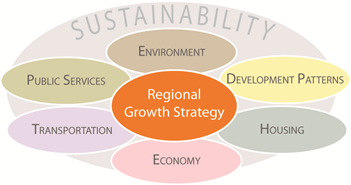 SUSTAINABILITY
ENVIRONMENT
PUBLIC SERVICES
DEVELOPMENT PATTERNS
Regional
Growth Strategy
TRANSPORTATION
HOUSING
ECONOMY